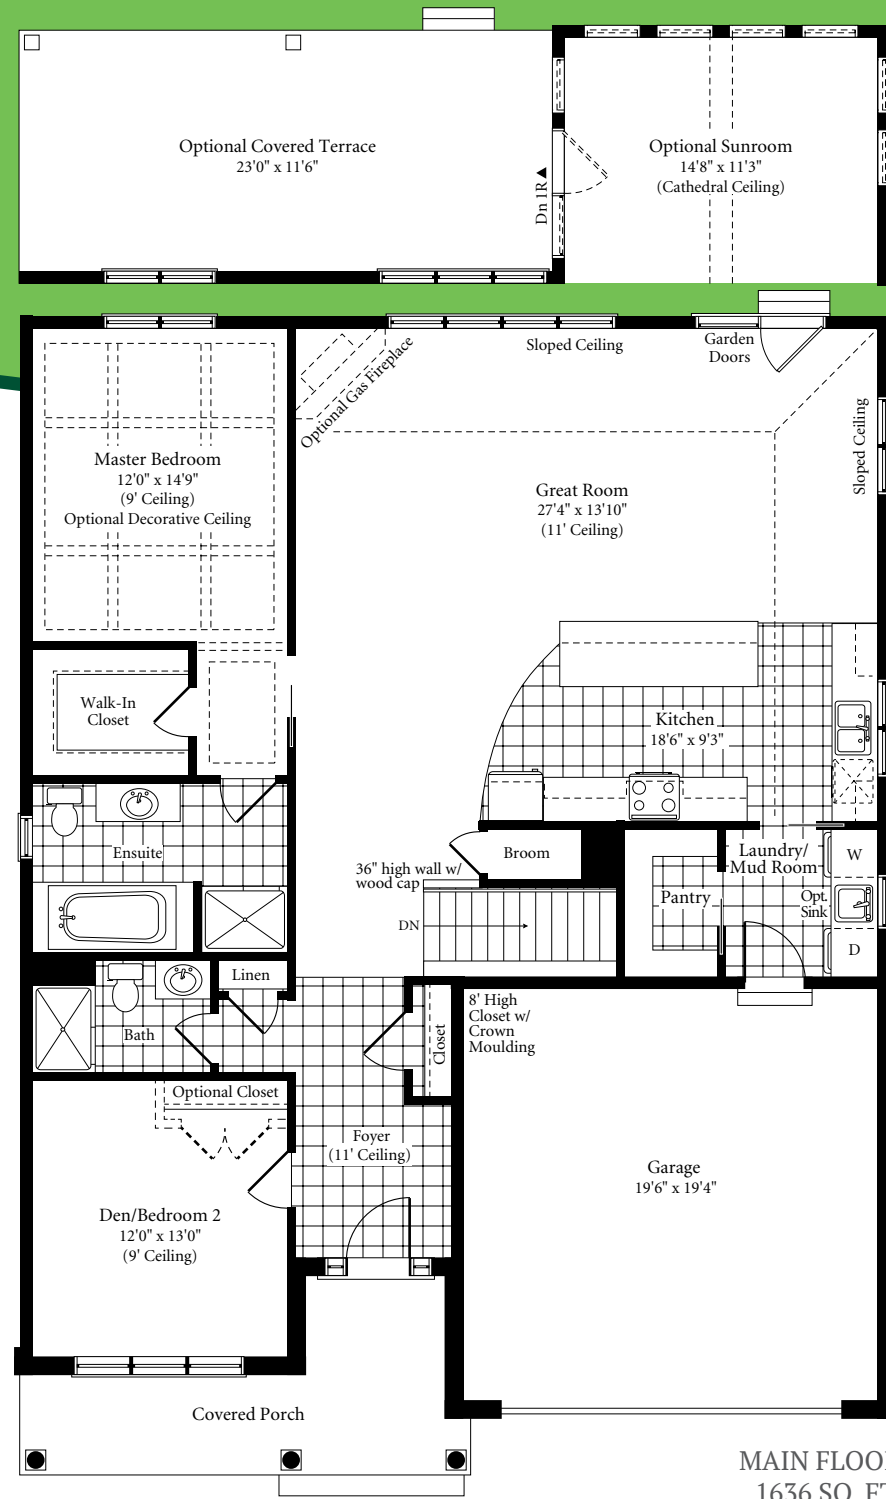 Optional Covered Terrace
23'0" x 11'6"
Dn 1R
Optional Sunroom
14'8" x 11'3"
(Cathedral Ceiling)
Optional Gas Fireplace
Sloped Ceiling
Garden
Doors
Sloped Ceiling
Master Bedroom
12'0" x 14'9"
(9' Ceiling)
Optional Decorative Ceiling
Great Room
27'4" x 13'10"
(11' Ceiling)
Walk-In
Closet
Kitchen
18'6" x 9'3"
Ensuite
36" high wall w/
wood cap
Broom
Laundry/
Mud Room
W
Pantry
Opt.
Sink
DN
D
Linen
Bath
Closet
8' High
Closet w/
Crown
Moulding
Optional Closet
Foyer
(11' Ceiling)
Garage
19'6" x 19'4"
Den/Bedroom 2
12'0" x 13'0"
(9' Ceiling)
Covered Porch
MAIN FLOOR
1636 SQ. FT